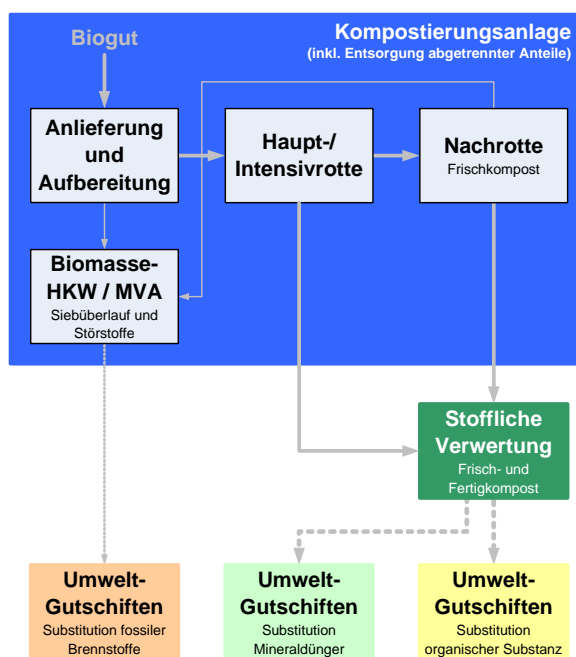 Biogut
Kompostierungsanlage
(inkl. Entsorgung abgetrennter Anteile)
Anlieferung
und
Aufbereitung
Haupt-/
Intensivrotte
Nachrotte
Frischkompost
Biomasse-
HKW / MVA
Siebüberlauf und
Störstoffe
Stoffliche
Verwertung
Frisch- und
Fertigkompost
Umwelt-
Gutschiften
Substitution fossiler
Brennstoffe
Umwelt-
Gutschiften
Substitution
Mineraldünger
Umwelt-
Gutschiften
Substitution
organischer Substanz